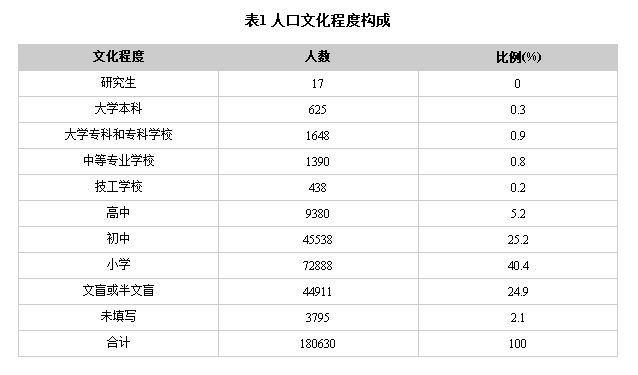 表1 人口文化程度构成
文化程度 人数 比例(%)
研究生 17 0
大学本科 625 0.3
大学专科和专科学校 1648 0.9
中等专业学校 1390 0.8
技工学校 438 0.2
高中 9380 5.2
初中 45538 25.2
小学 72888 40.4
文盲或半文盲 44911 24.9
未填写 3795 2.1
合计 180630 100